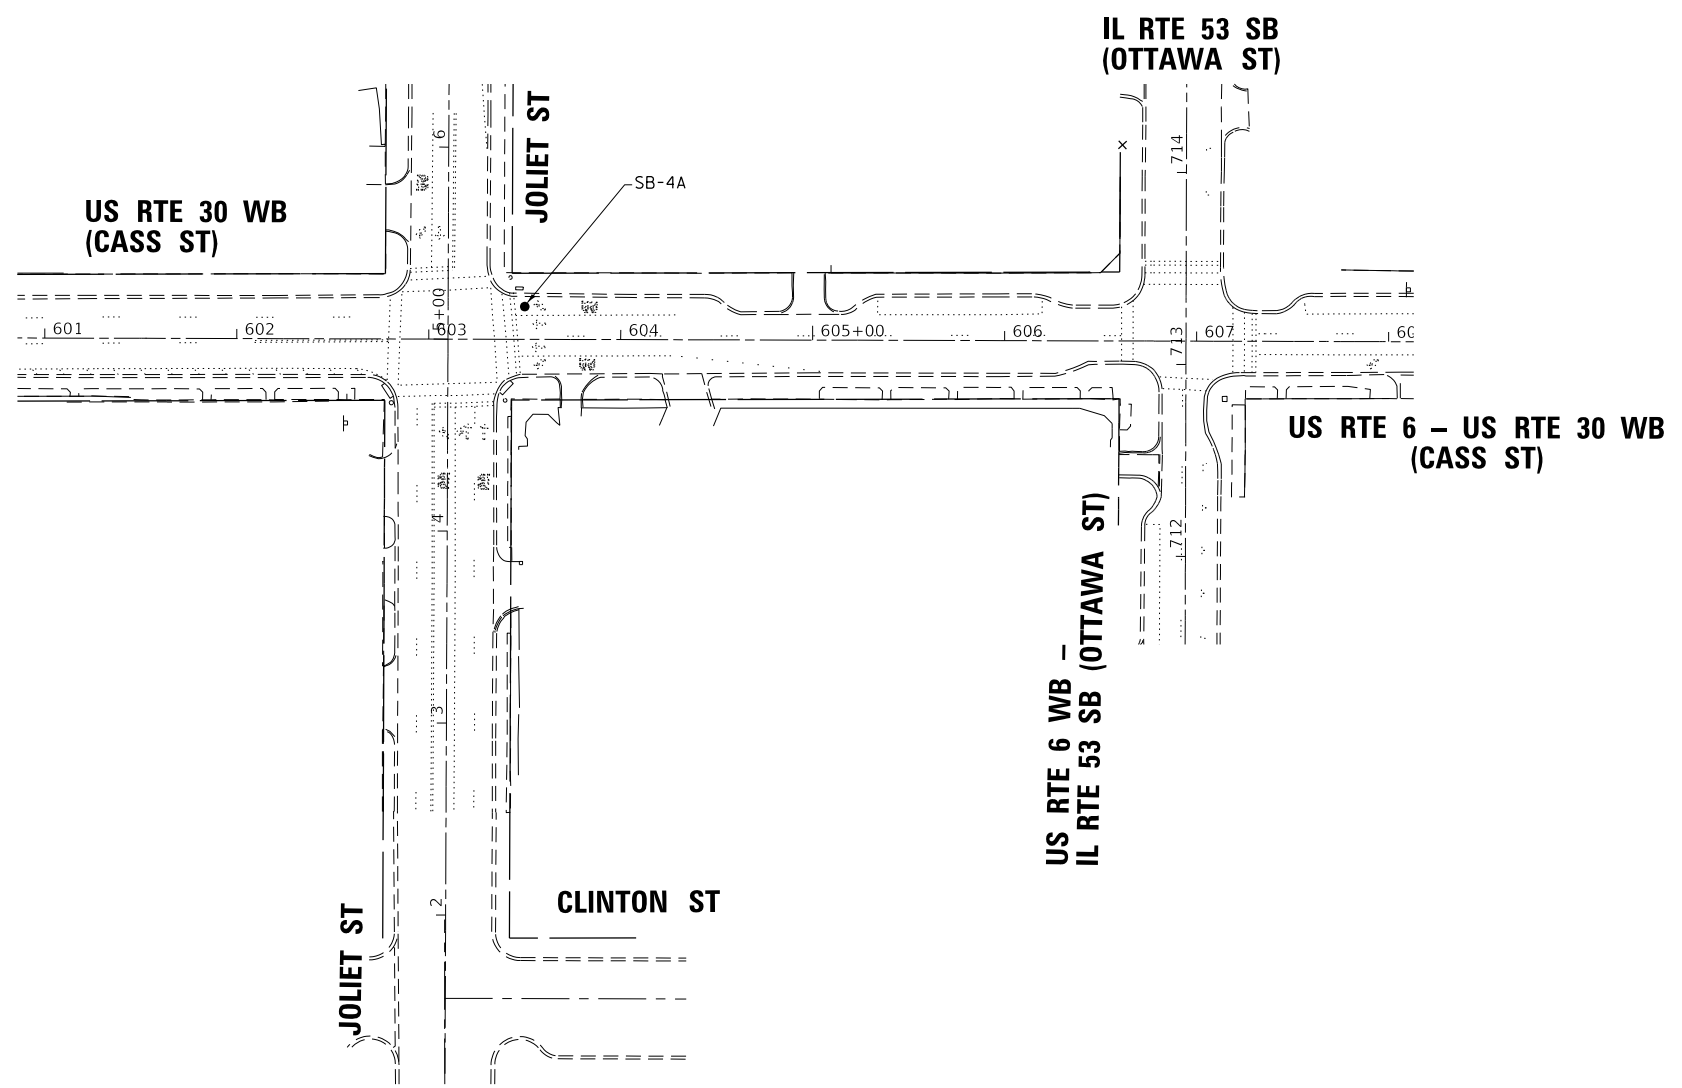 IL RTE 53 SB
(OTTAWA ST)
JOLIET ST
6
714
SB-4A
US RTE 30 WB
(CASS ST)
5+00
601
602
603
604
605+00
606
713
607
60
US RTE 6 – US RTE 30 WB
(CASS ST)
4
712
US RTE 6 WB –
IL RTE 53 SB (OTTAWA ST)
3
2
CLINTON ST
JOLIET ST